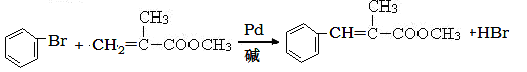 CH₃ CH₃
Br + CH₂=C—COOCH₃ Pd 碱 CH=C—COOCH₃ +HBr